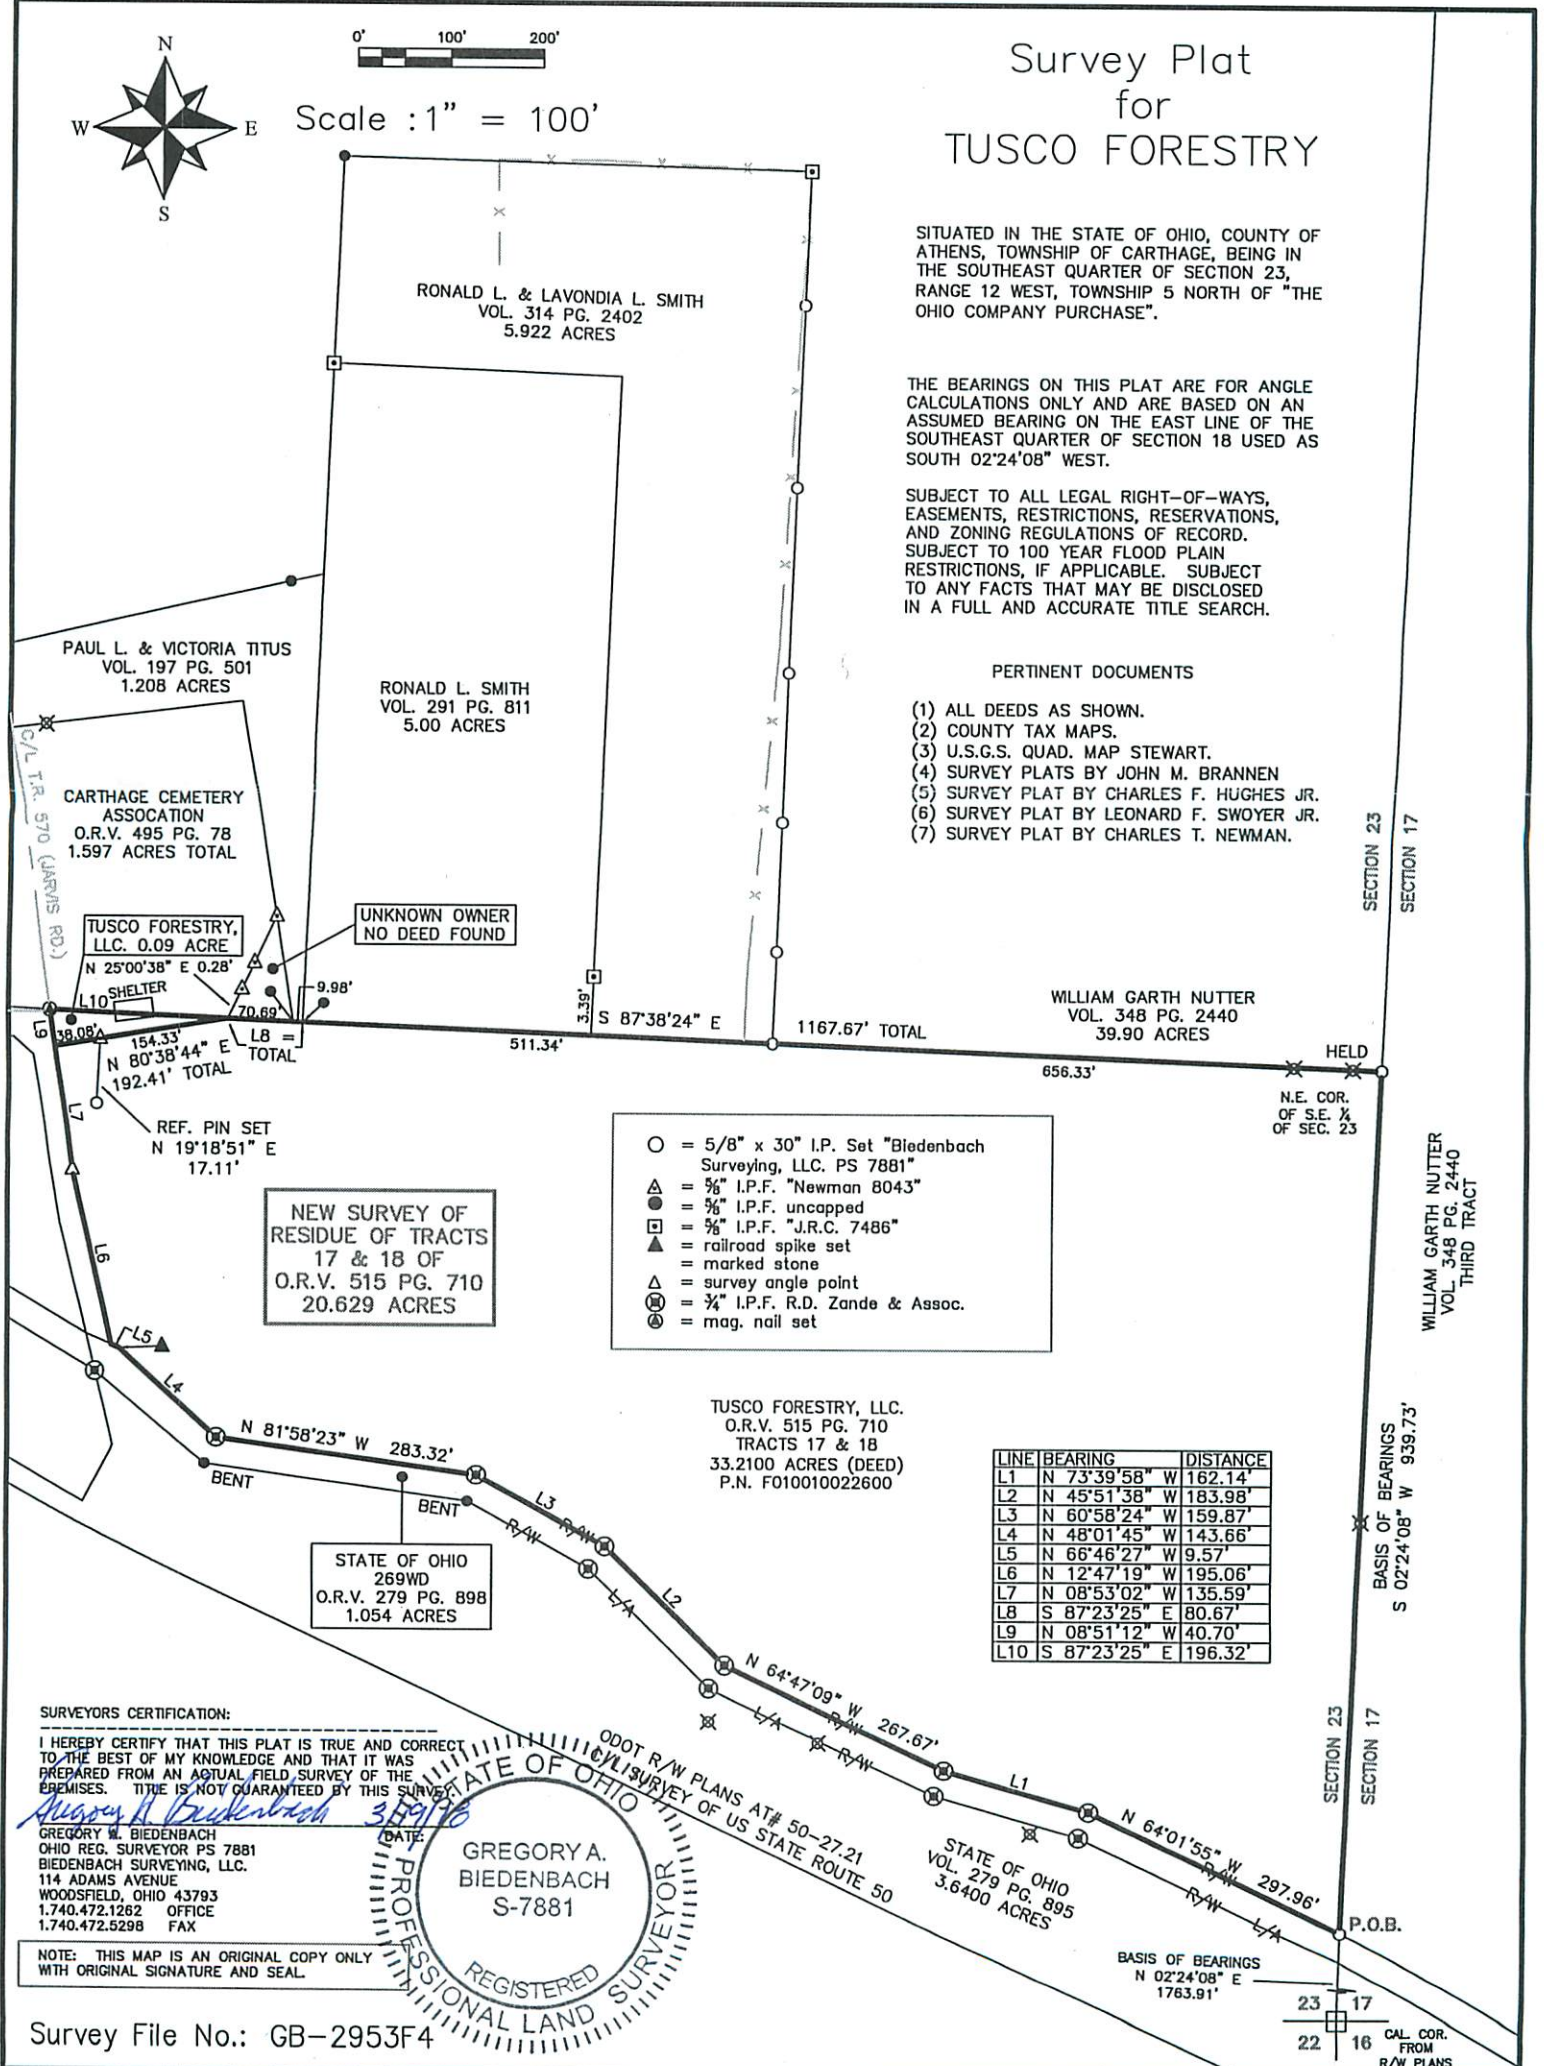 N
W
E
S
0' 100' 200'
Scale : 1" = 100'
Survey Plat
for
TUSCO FORESTRY
SITUATED IN THE STATE OF OHIO, COUNTY OF
ATHENS, TOWNSHIP OF CARTHAGE, BEING IN
THE SOUTHEAST QUARTER OF SECTION 23,
RANGE 12 WEST, TOWNSHIP 5 NORTH OF "THE
OHIO COMPANY PURCHASE".
THE BEARINGS ON THIS PLAT ARE FOR ANGLE
CALCULATIONS ONLY AND ARE BASED ON AN
ASSUMED BEARING ON THE EAST LINE OF THE
SOUTHEAST QUARTER OF SECTION 18 USED AS
SOUTH 02°24'08" WEST.
SUBJECT TO ALL LEGAL RIGHT-OF-WAYS,
EASEMENTS, RESTRICTIONS, RESERVATIONS,
AND ZONING REGULATIONS OF RECORD.
SUBJECT TO 100 YEAR FLOOD PLAIN
RESTRICTIONS, IF APPLICABLE. SUBJECT
TO ANY FACTS THAT MAY BE DISCLOSED
IN A FULL AND ACCURATE TITLE SEARCH.
PERTINENT DOCUMENTS
(1) ALL DEEDS AS SHOWN.
(2) COUNTY TAX MAPS.
(3) U.S.G.S. QUAD. MAP STEWART.
(4) SURVEY PLATS BY JOHN M. BRANNEN
(5) SURVEY PLAT BY CHARLES F. HUGHES JR.
(6) SURVEY PLAT BY LEONARD F. SWOYER JR.
(7) SURVEY PLAT BY CHARLES T. NEWMAN.
RONALD L. & LAVONDIA L. SMITH
VOL. 314 PG. 2402
5.922 ACRES
PAUL L. & VICTORIA TITUS
VOL. 197 PG. 501
1.208 ACRES
RONALD L. SMITH
VOL. 291 PG. 811
5.00 ACRES
C/L T.R. 570 (JARVIS RD.)
CARTHAGE CEMETERY
ASSOCATION
O.R.V. 495 PG. 78
1.597 ACRES TOTAL
SECTION 23
SECTION 17
TUSCO FORESTRY,
LLC. 0.09 ACRE
UNKNOWN OWNER
NO DEED FOUND
N 25°00'38" E 0.28'
L10
SHELTER
9.98'
70.69'
L8 =
TOTAL
L9
38.08'
154.33'
N 80°38'44" E
192.41' TOTAL
3.39'
S 87°38'24" E
1167.67' TOTAL
511.34'
656.33'
WILLIAM GARTH NUTTER
VOL. 348 PG. 2440
39.90 ACRES
HELD
N.E. COR.
OF S.E. ¼
OF SEC. 23
L7
REF. PIN SET
N 19°18'51" E
17.11'
L6
NEW SURVEY OF
RESIDUE OF TRACTS
17 & 18 OF
O.R.V. 515 PG. 710
20.629 ACRES
= 5/8" x 30" I.P. Set "Biedenbach
Surveying, LLC. PS 7881"
= ⅝" I.P.F. "Newman 8043"
= ⅝" I.P.F. uncapped
= ⅝" I.P.F. "J.R.C. 7486"
= railroad spike set
= marked stone
= survey angle point
= ¾" I.P.F. R.D. Zande & Assoc.
= mag. nail set
WILLIAM GARTH NUTTER
VOL. 348 PG. 2440
THIRD TRACT
L5
L4
N 81°58'23" W 283.32'
BENT
BENT
L3
R/W
R/W
STATE OF OHIO
269WD
O.R.V. 279 PG. 898
1.054 ACRES
L/A
L2
TUSCO FORESTRY, LLC.
O.R.V. 515 PG. 710
TRACTS 17 & 18
33.2100 ACRES (DEED)
P.N. F010010022600
LINE BEARING DISTANCE
L1 N 73°39'58" W 162.14'
L2 N 45°51'38" W 183.98'
L3 N 60°58'24" W 159.87'
L4 N 48°01'45" W 143.66'
L5 N 66°46'27" W 9.57'
L6 N 12°47'19" W 195.06'
L7 N 08°53'02" W 135.59'
L8 S 87°23'25" E 80.67'
L9 N 08°51'12" W 40.70'
L10 S 87°23'25" E 196.32'
BASIS OF BEARINGS
S 02°24'08" W 939.73'
N 64°47'09" W 267.67'
R/W
L/A
R/W
L1
N 64°01'55" W 297.96'
R/W
R/W
L/A
SECTION 23
SECTION 17
ODOT R/W PLANS AT# 50-27.21
C/L SURVEY OF US STATE ROUTE 50
STATE OF OHIO
VOL. 279 PG. 895
3.6400 ACRES
P.O.B.
BASIS OF BEARINGS
N 02°24'08" E
1763.91'
23 17
22 16
CAL. COR.
FROM
R/W PLANS
SURVEYORS CERTIFICATION:
I HEREBY CERTIFY THAT THIS PLAT IS TRUE AND CORRECT
TO THE BEST OF MY KNOWLEDGE AND THAT IT WAS
PREPARED FROM AN ACTUAL FIELD SURVEY OF THE
PREMISES. TITLE IS NOT GUARANTEED BY THIS SURVEY.
Gregory A. Biedenbach
DATE:
GREGORY A. BIEDENBACH
OHIO REG. SURVEYOR PS 7881
BIEDENBACH SURVEYING, LLC.
114 ADAMS AVENUE
WOODSFIELD, OHIO 43793
1.740.472.1262 OFFICE
1.740.472.5298 FAX
NOTE: THIS MAP IS AN ORIGINAL COPY ONLY
WITH ORIGINAL SIGNATURE AND SEAL.
STATE OF OHIO
GREGORY A.
BIEDENBACH
S-7881
REGISTERED
PROFESSIONAL LAND SURVEYOR
Survey File No.: GB-2953F4